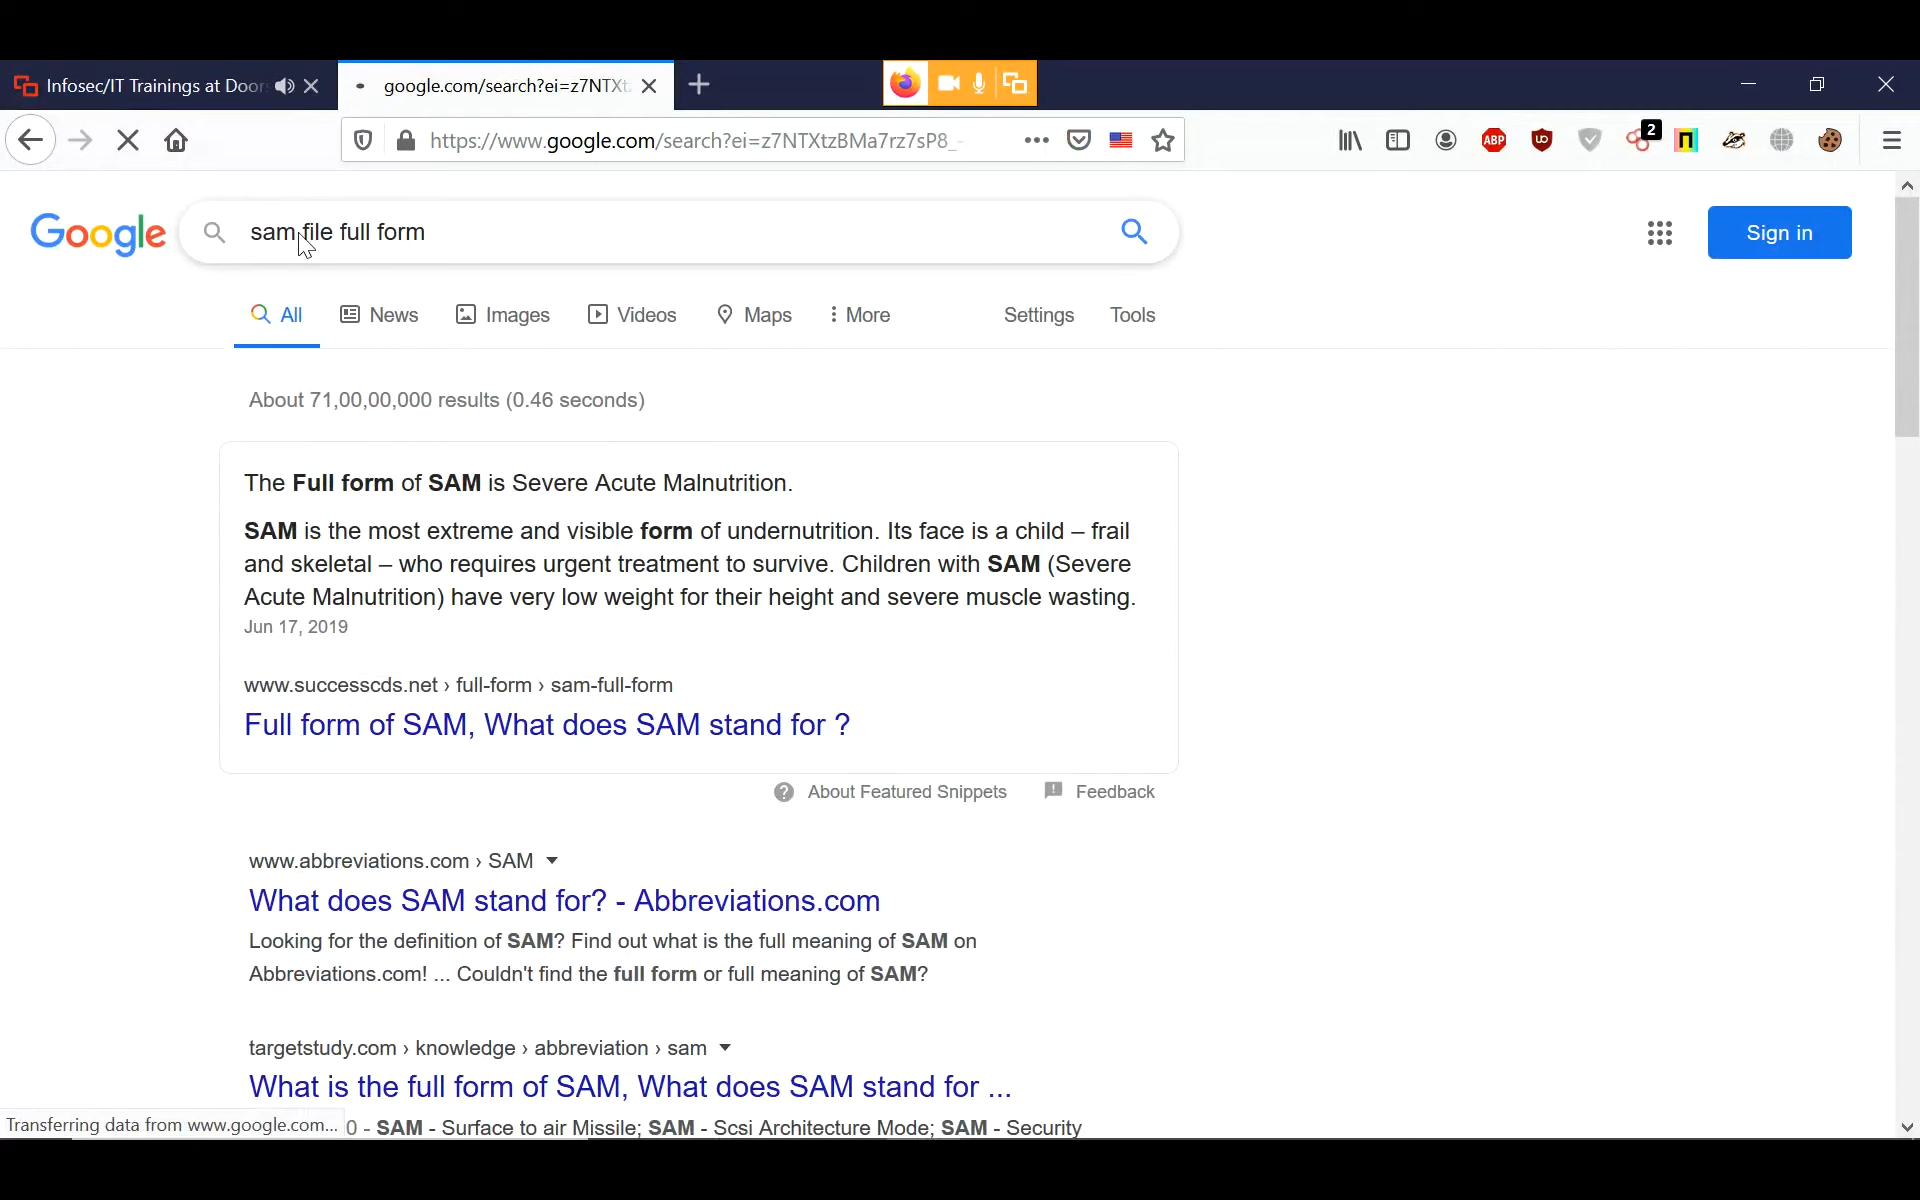 Infosec/IT Trainings at Door
google.com/search?ei=z7NTXtz
https://www.google.com/search?ei=z7NTXtzBMa7rz7sP8_-
ABP
2
Google
sam file full form
Sign in
All
News
Images
Videos
Maps
More
Settings
Tools
About 71,00,00,000 results (0.46 seconds)
The Full form of SAM is Severe Acute Malnutrition.
SAM is the most extreme and visible form of undernutrition. Its face is a child – frail
and skeletal – who requires urgent treatment to survive. Children with SAM (Severe
Acute Malnutrition) have very low weight for their height and severe muscle wasting.
Jun 17, 2019
www.successcds.net › full-form › sam-full-form
Full form of SAM, What does SAM stand for ?
About Featured Snippets
Feedback
www.abbreviations.com › SAM
What does SAM stand for? - Abbreviations.com
Looking for the definition of SAM? Find out what is the full meaning of SAM on
Abbreviations.com! ... Couldn't find the full form or full meaning of SAM?
targetstudy.com › knowledge › abbreviation › sam
What is the full form of SAM, What does SAM stand for ...
Transferring data from www.google.com...
0 - SAM - Surface to air Missile; SAM - Scsi Architecture Mode; SAM - Security